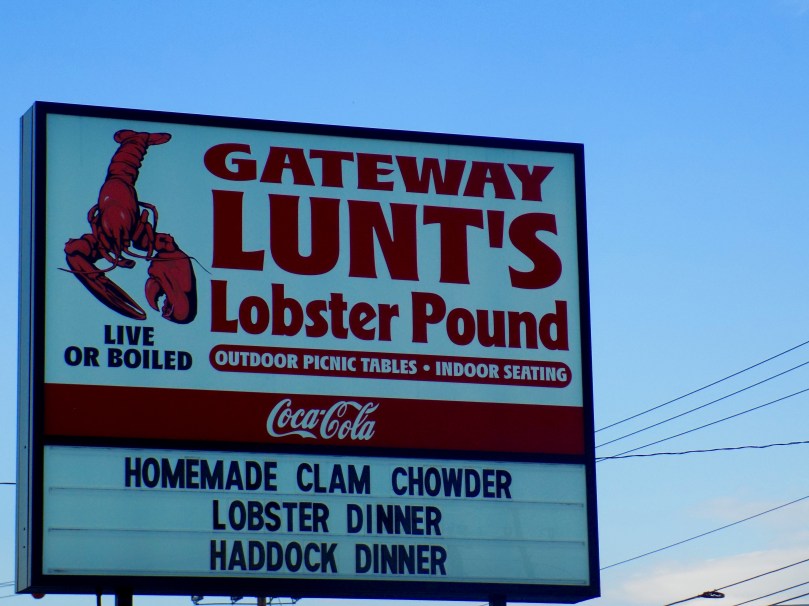 GATEWAY
LUNT'S
Lobster Pound
LIVE
OR BOILED
OUTDOOR PICNIC TABLES • INDOOR SEATING
Coca-Cola
HOMEMADE CLAM CHOWDER
LOBSTER DINNER
HADDOCK DINNER